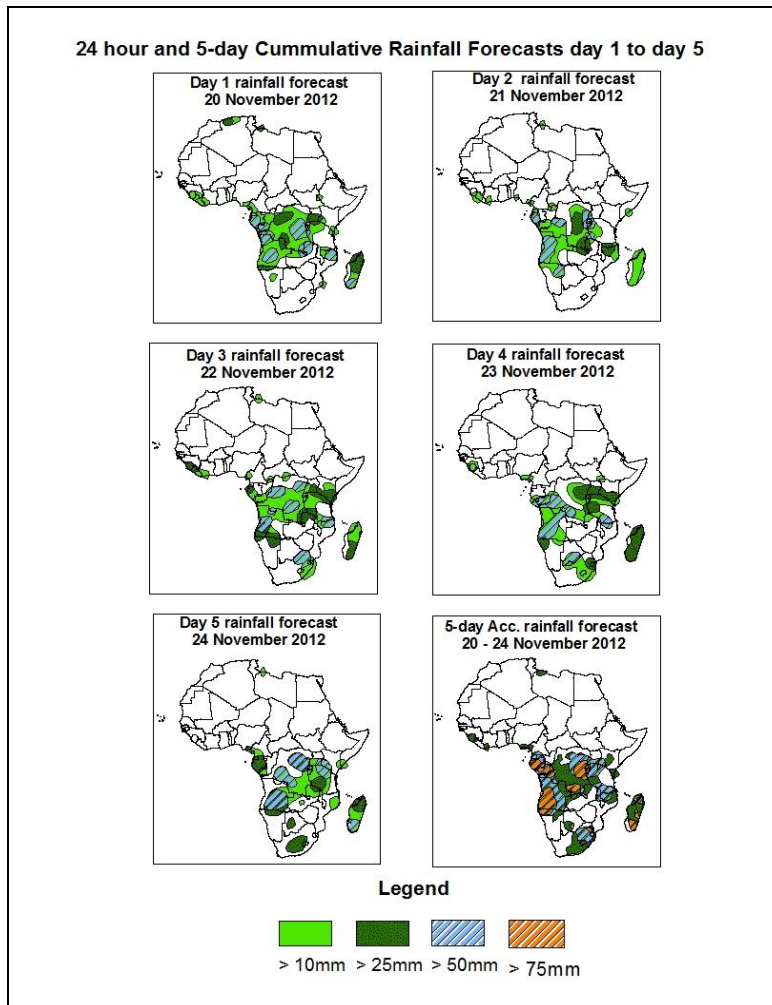 24 hour and 5-day Cummulative Rainfall Forecasts day 1 to day 5
Day 1 rainfall forecast
20 November 2012
Day 2 rainfall forecast
21 November 2012
Day 3 rainfall forecast
22 November 2012
Day 4 rainfall forecast
23 November 2012
Day 5 rainfall forecast
24 November 2012
5-day Acc. rainfall forecast
20 - 24 November 2012
Legend
> 10mm > 25mm > 50mm > 75mm